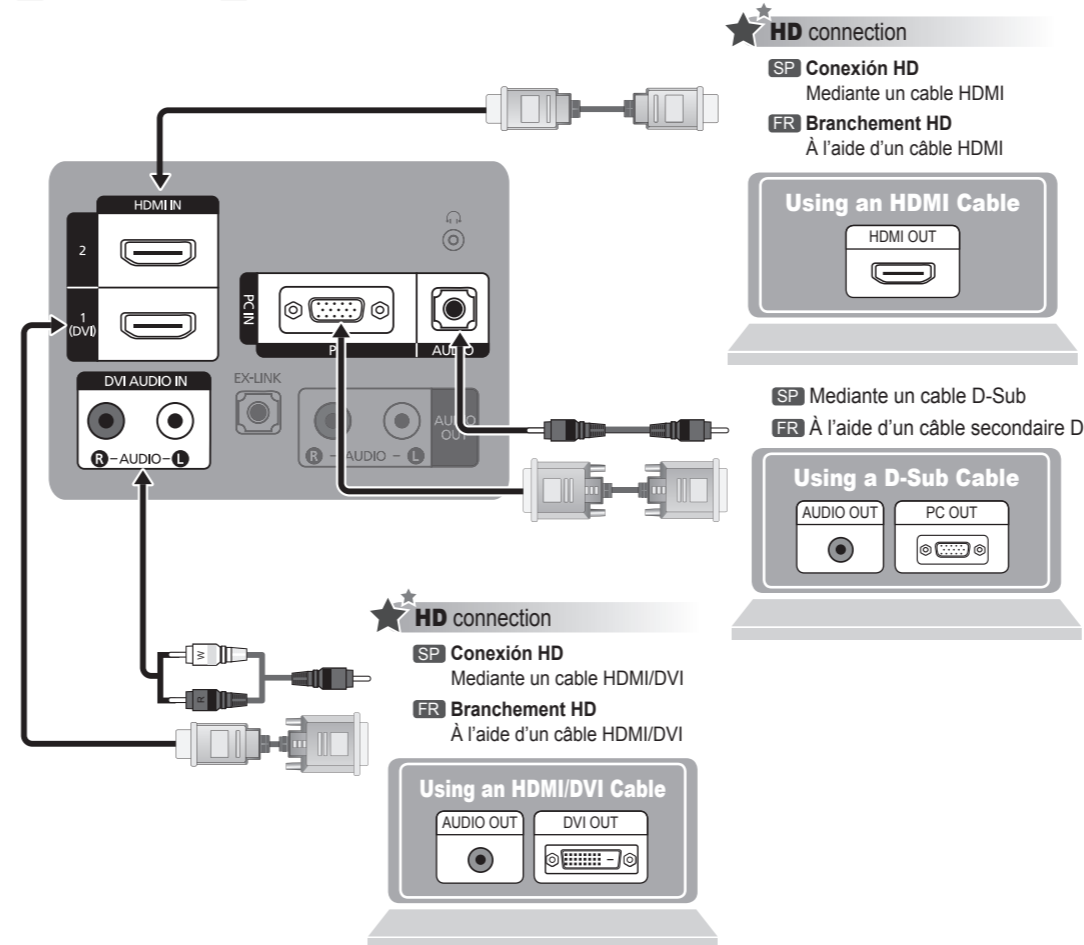 HD connection
SP Conexión HD
Mediante un cable HDMI
FR Branchement HD
À l'aide d'un câble HDMI
Using an HDMI Cable
HDMI OUT
HDMI IN
2
1
(DVI)
PC IN
AUDIO
DVI AUDIO IN
R - AUDIO - L
EX-LINK
R - AUDIO - L
AUDIO
OUT
SP Mediante un cable D-Sub
FR À l'aide d'un câble secondaire D
Using a D-Sub Cable
AUDIO OUT
PC OUT
W
R
HD connection
SP Conexión HD
Mediante un cable HDMI/DVI
FR Branchement HD
À l'aide d'un câble HDMI/DVI
Using an HDMI/DVI Cable
AUDIO OUT
DVI OUT